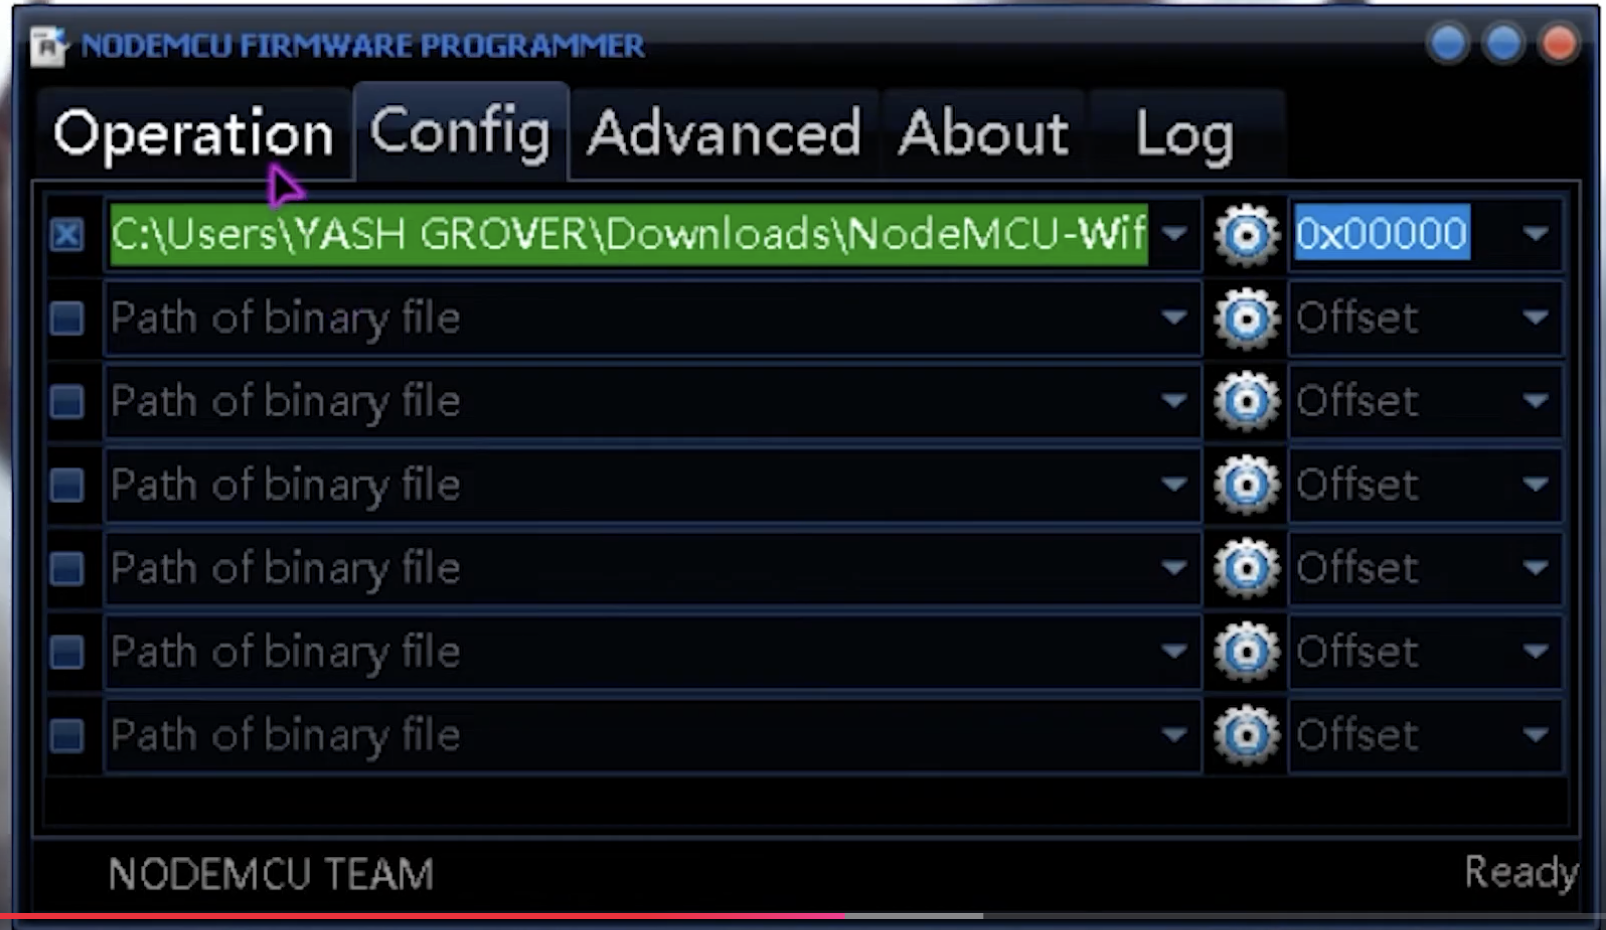 NODEMCU FIRMWARE PROGRAMMER
Operation Config Advanced About Log
C:\Users\YASH GROVER\Downloads\NodeMCU-Wif 0x00000
Path of binary file Offset
Path of binary file Offset
Path of binary file Offset
Path of binary file Offset
Path of binary file Offset
Path of binary file Offset
NODEMCU TEAM Ready